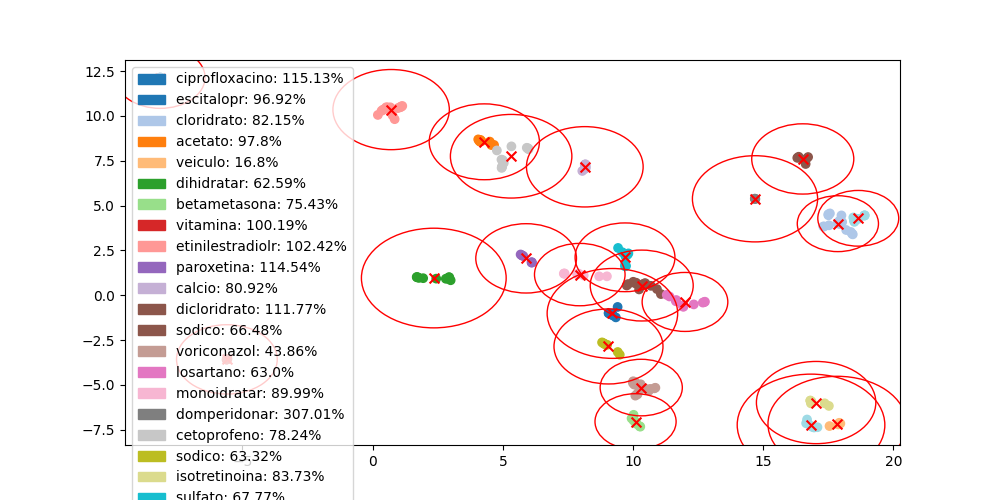 12.5
10.0
7.5
5.0
2.5
0.0
−2.5
−5.0
−7.5
ciprofloxacino: 115.13%
escitalopr: 96.92%
cloridrato: 82.15%
acetato: 97.8%
veiculo: 16.8%
dihidratar: 62.59%
betametasona: 75.43%
vitamina: 100.19%
etinilestradiolr: 102.42%
paroxetina: 114.54%
calcio: 80.92%
dicloridrato: 111.77%
sodico: 66.48%
voriconazol: 43.86%
losartano: 63.0%
monoidratar: 89.99%
domperidonar: 307.01%
cetoprofeno: 78.24%
sodico: 63.32%
isotretinoina: 83.73%
sulfato: 67.77%
0
5
10
15
20